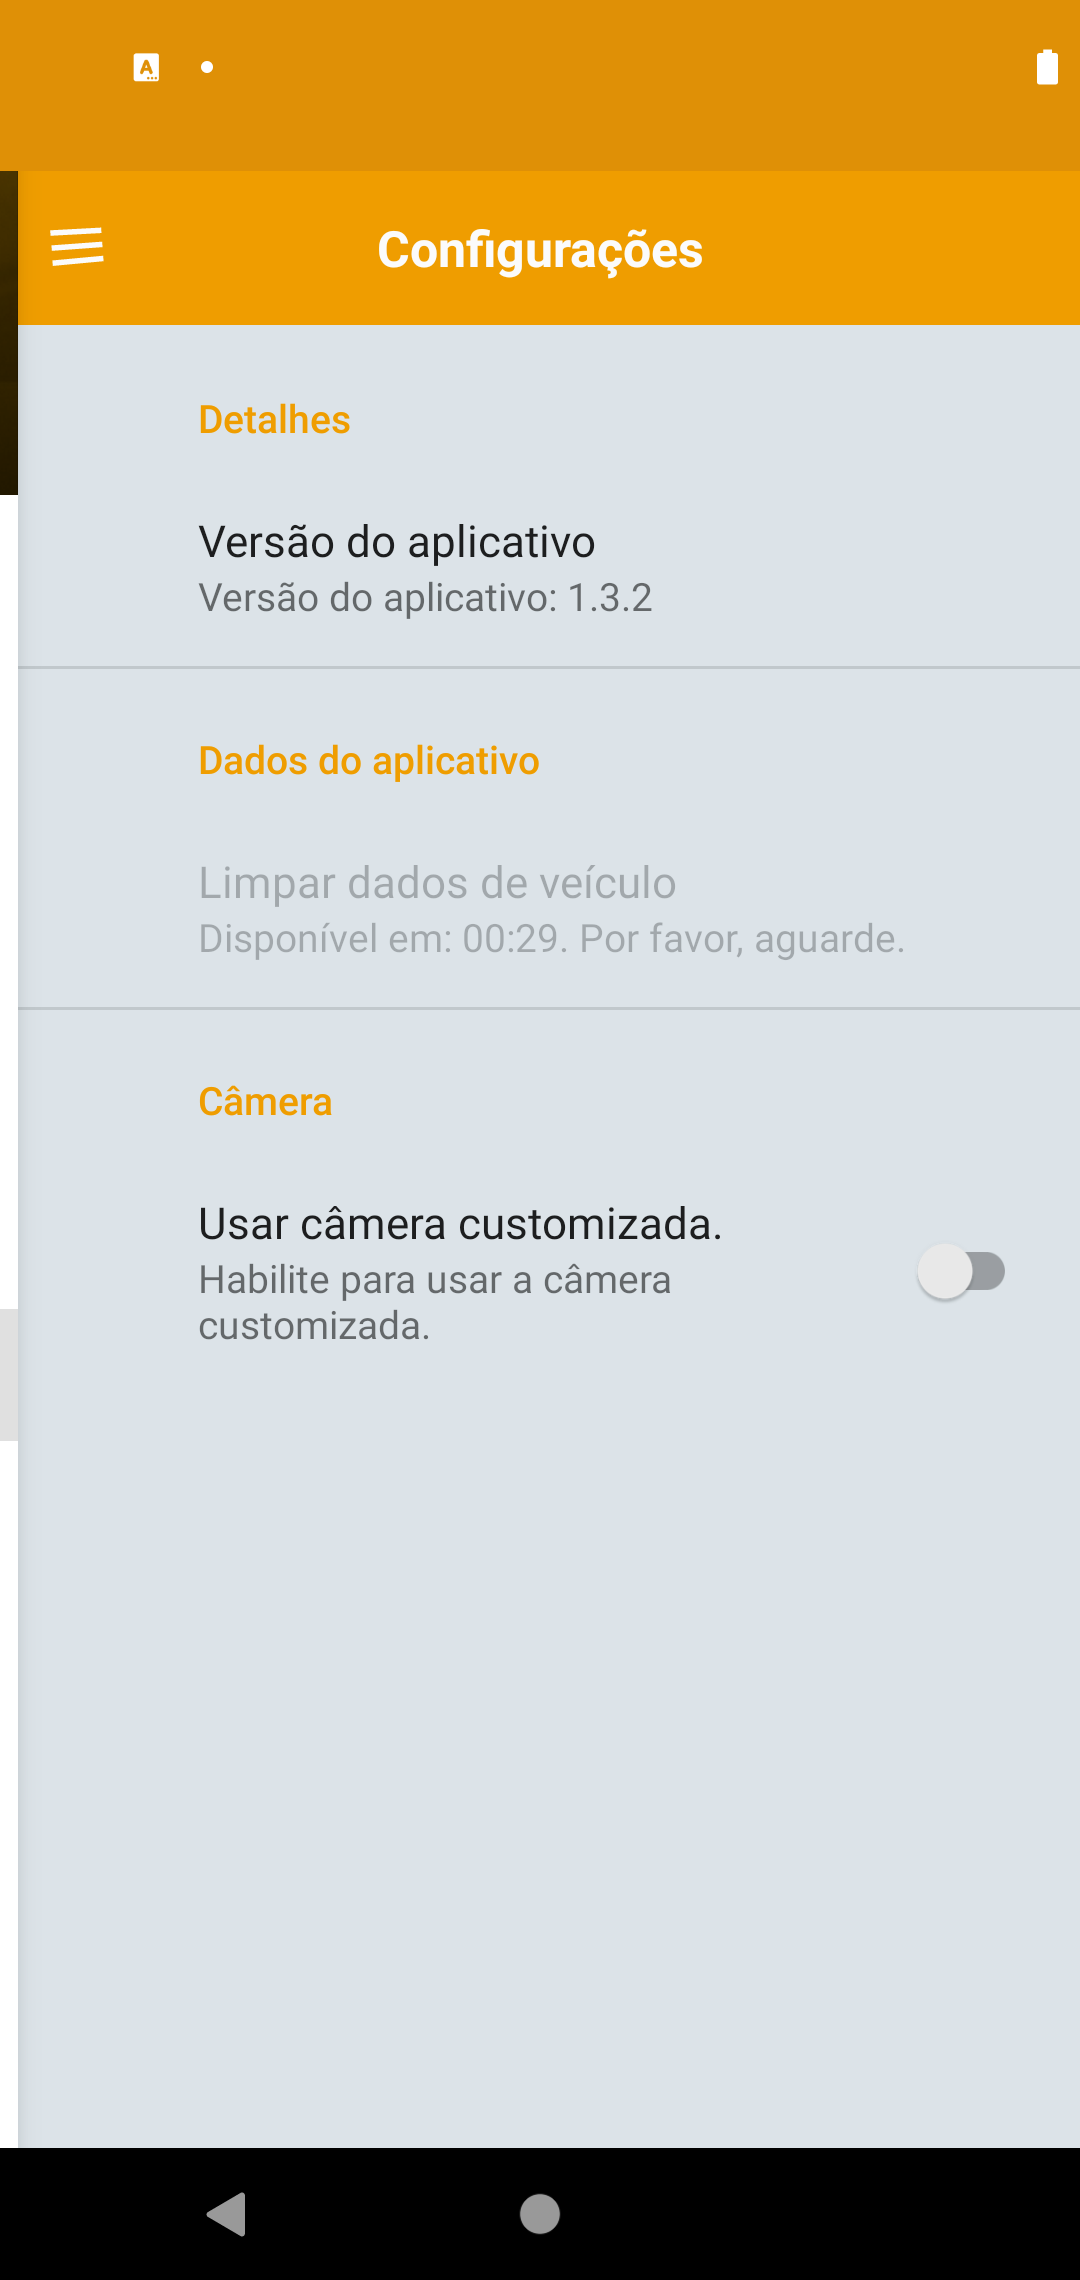 Configurações
Detalhes
Versão do aplicativo
Versão do aplicativo: 1.3.2
Dados do aplicativo
Limpar dados de veículo
Disponível em: 00:29. Por favor, aguarde.
Câmera
Usar câmera customizada.
Habilite para usar a câmera
customizada.